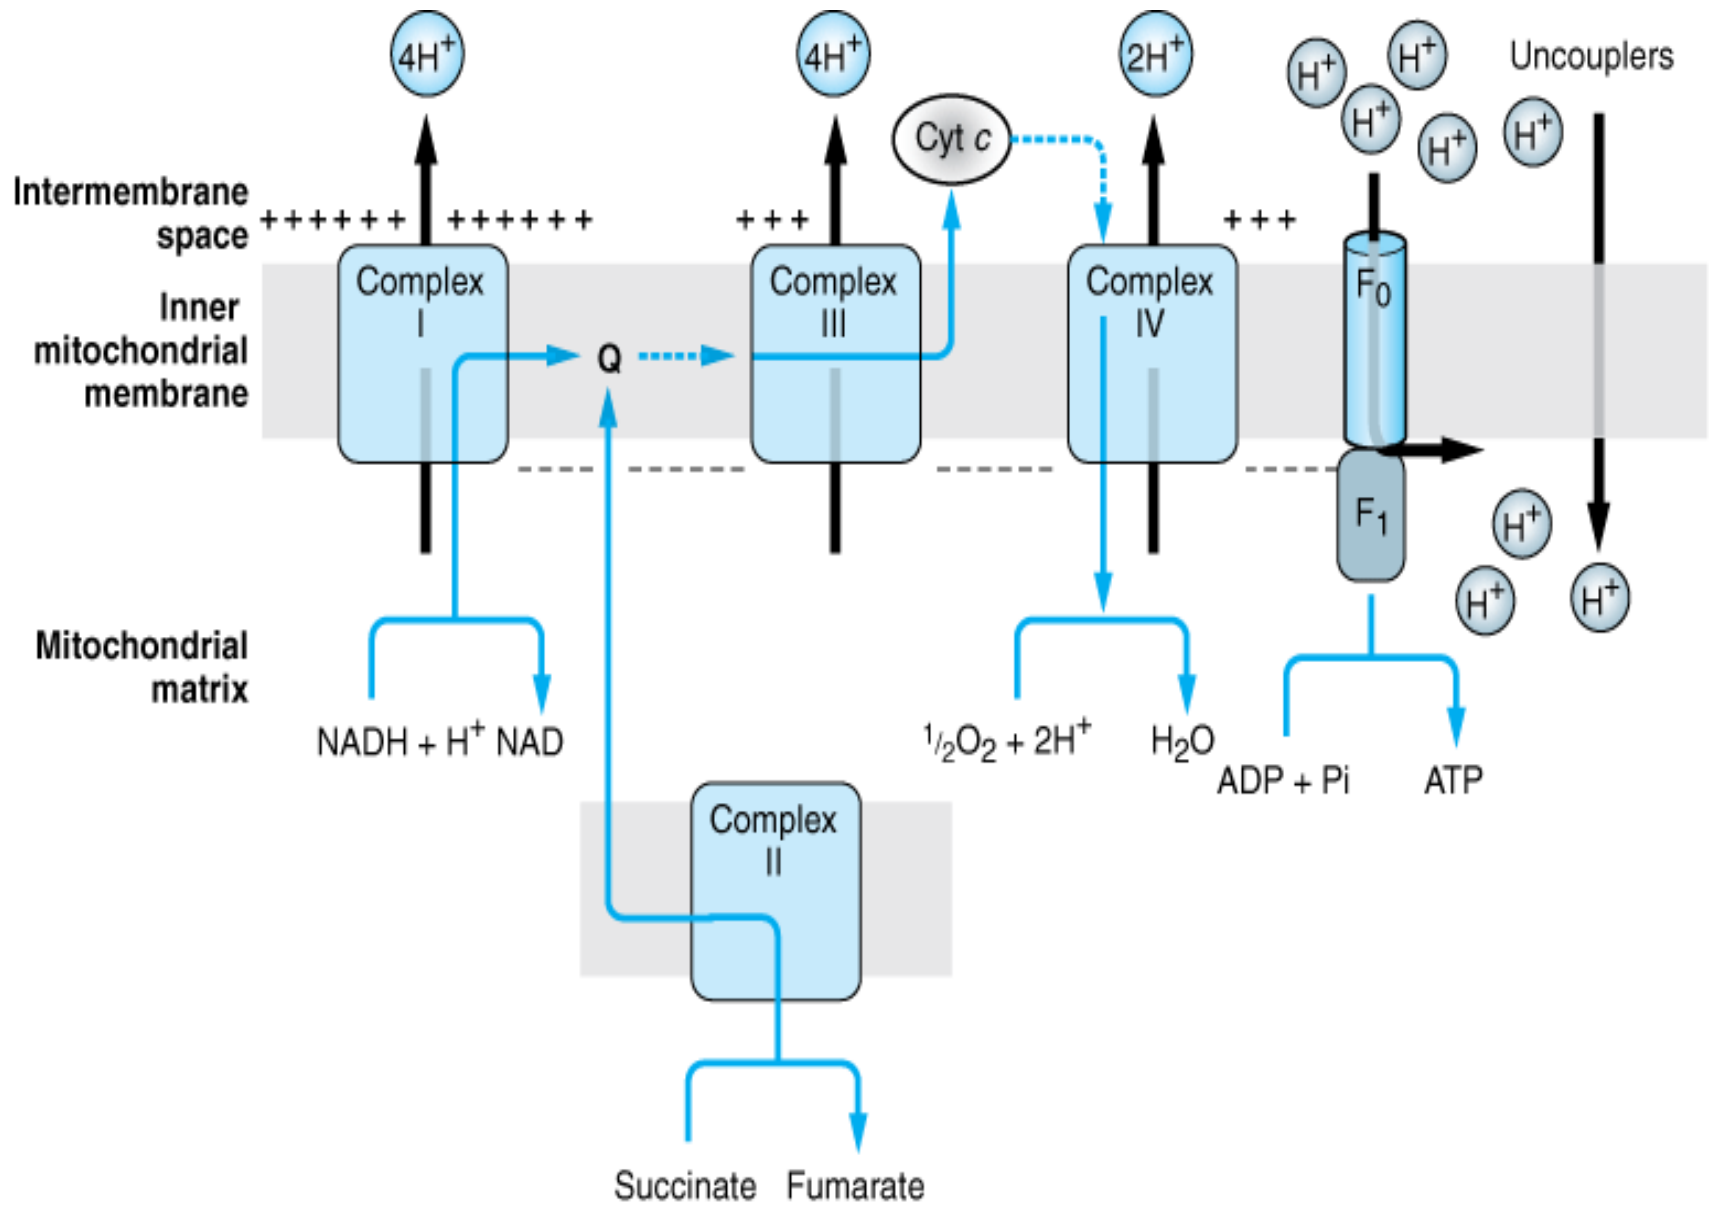 4H+
4H+
2H+
H+
H+
H+
H+
H+
Uncouplers
Cyt c
Intermembrane
space
++++++
++++++
+++
+++
Complex
I
Complex
III
Complex
IV
F0
Inner
mitochondrial
membrane
Q
F1
H+
H+
H+
Mitochondrial
matrix
NADH + H+ NAD
1/2O2 + 2H+
H2O
ADP + Pi
ATP
Complex
II
Succinate
Fumarate